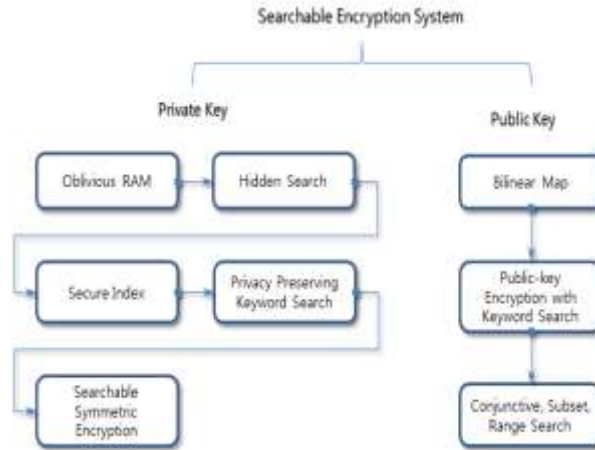 Searchable Encryption System
Private Key
Public Key
Oblivious RAM
Hidden Search
Bilinear Map
Secure Index
Privacy Preserving
Keyword Search
Public-key
Encryption with
Keyword Search
Searchable
Symmetric
Encryption
Conjunctive, Subset,
Range Search